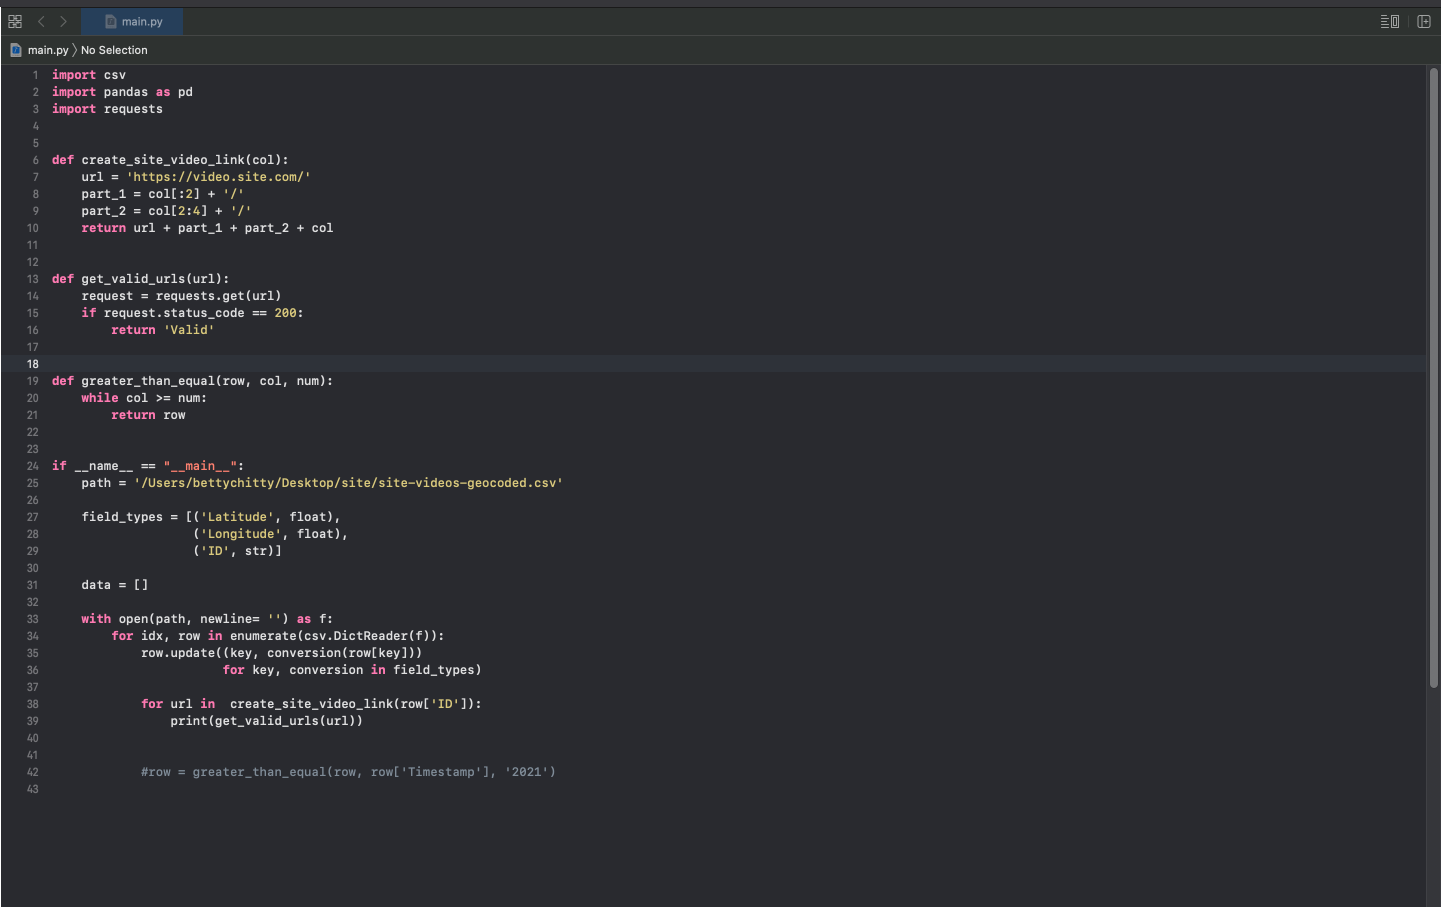 main.py
main.py 〉 No Selection
1 import csv
2 import pandas as pd
3 import requests
4
5
6 def create_site_video_link(col):
7     url = 'https://video.site.com/'
8     part_1 = col[:2] + '/'
9     part_2 = col[2:4] + '/'
10     return url + part_1 + part_2 + col
11
12
13 def get_valid_urls(url):
14     request = requests.get(url)
15     if request.status_code == 200:
16         return 'Valid'
17
18
19 def greater_than_equal(row, col, num):
20     while col >= num:
21         return row
22
23
24 if __name__ == "__main__":
25     path = '/Users/bettychitty/Desktop/site/site-videos-geocoded.csv'
26
27     field_types = [('Latitude', float),
28                    ('Longitude', float),
29                    ('ID', str)]
30
31     data = []
32
33     with open(path, newline= '') as f:
34         for idx, row in enumerate(csv.DictReader(f)):
35             row.update((key, conversion(row[key]))
36                        for key, conversion in field_types)
37
38             for url in  create_site_video_link(row['ID']):
39                 print(get_valid_urls(url))
40
41
42             #row = greater_than_equal(row, row['Timestamp'], '2021')
43